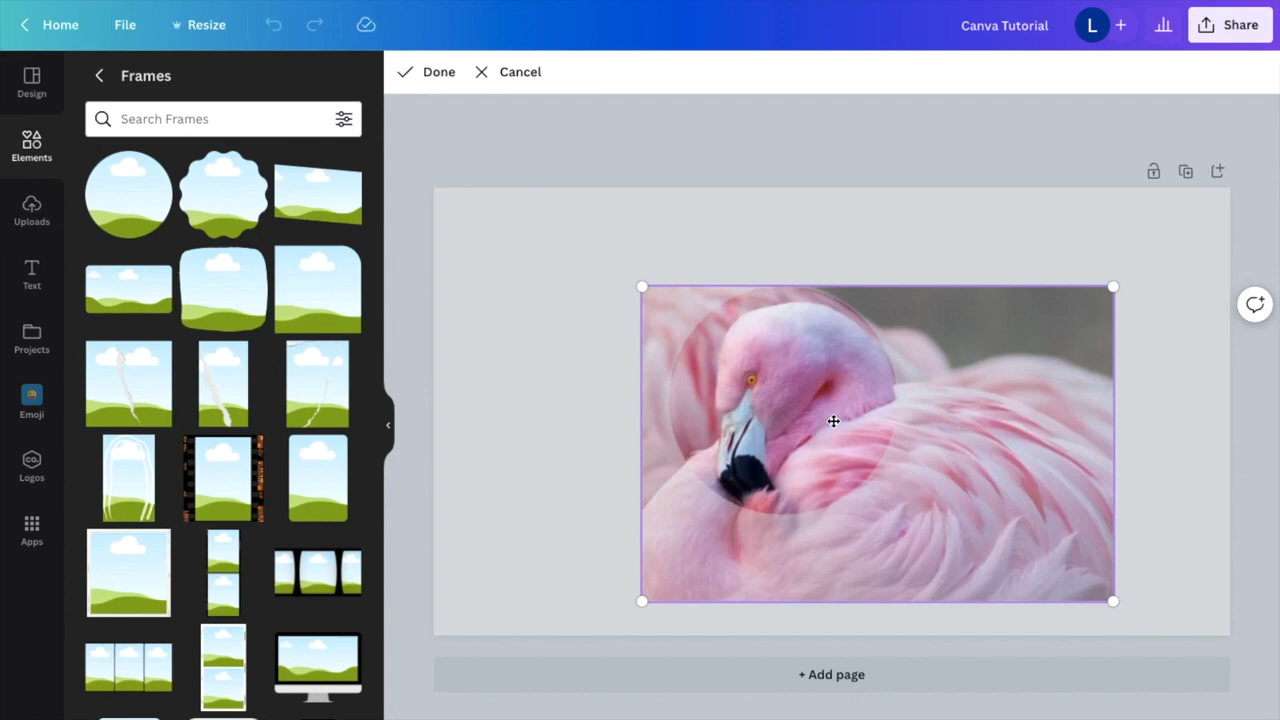 Home
File
Resize
Canva Tutorial
L
+
Share
Design
Elements
Uploads
Text
Projects
Emoji
CO.
Logos
Apps
Frames
Search Frames
Done
Cancel
+ Add page